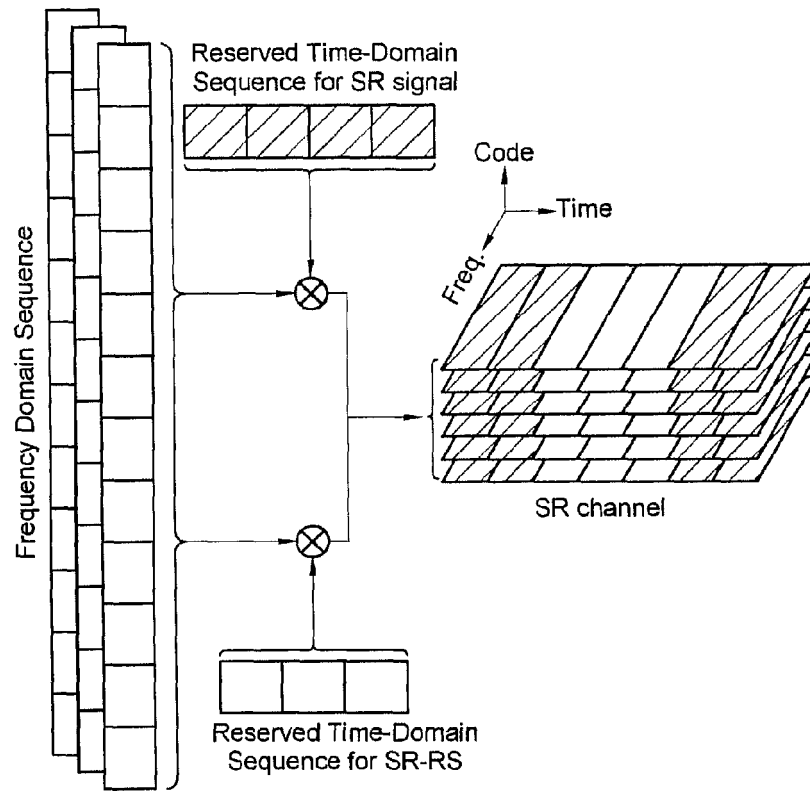 Reserved Time-Domain
Sequence for SR signal
Code
Time
Freq.
Frequency Domain Sequence
SR channel
Reserved Time-Domain
Sequence for SR-RS